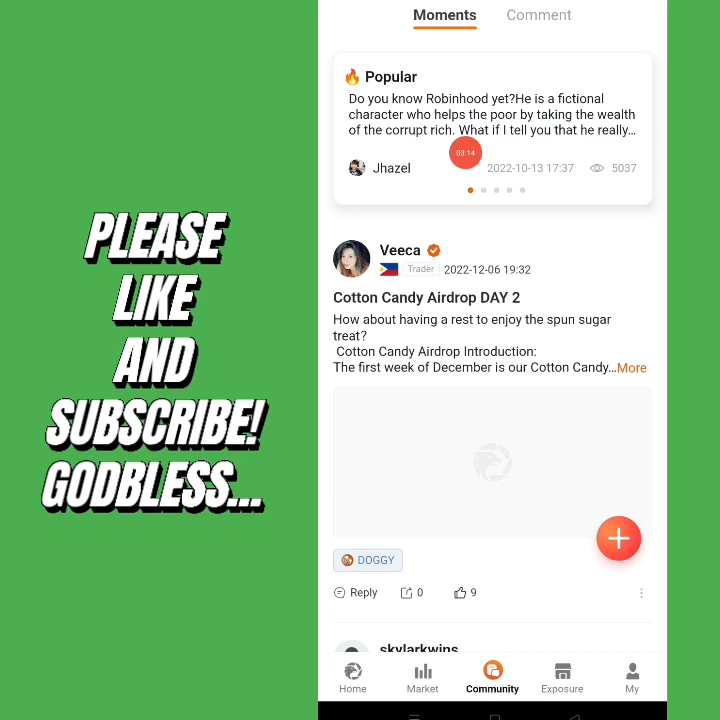 PLEASE
LIKE
AND
SUBSCRIBE!
GODBLESS...
Moments Comment
Popular
Do you know Robinhood yet?He is a fictional
character who helps the poor by taking the wealth
of the corrupt rich. What if I tell you that he really...
03:14
Jhazel 2022-10-13 17:37 5037
Veeca
Trader 2022-12-06 19:32
Cotton Candy Airdrop DAY 2
How about having a rest to enjoy the spun sugar
treat?
Cotton Candy Airdrop Introduction:
The first week of December is our Cotton Candy...More
DOGGY
Reply 0 9
skylarkwins
Home Market Community Exposure My